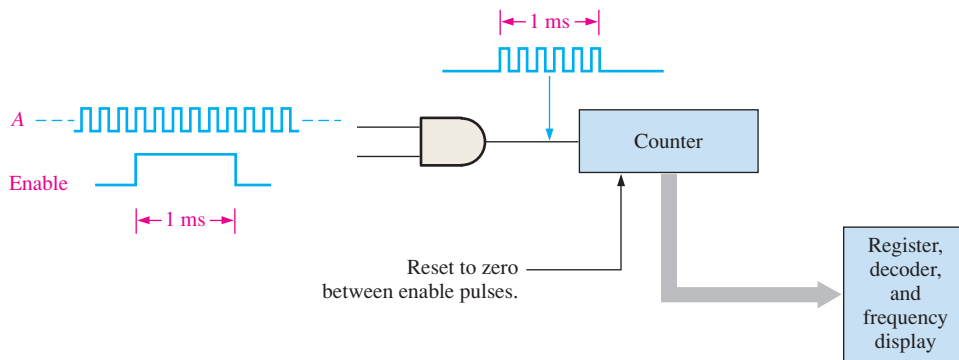 1 ms
A
Enable
1 ms
Counter
Reset to zero
between enable pulses.
Register,
decoder,
and
frequency
display